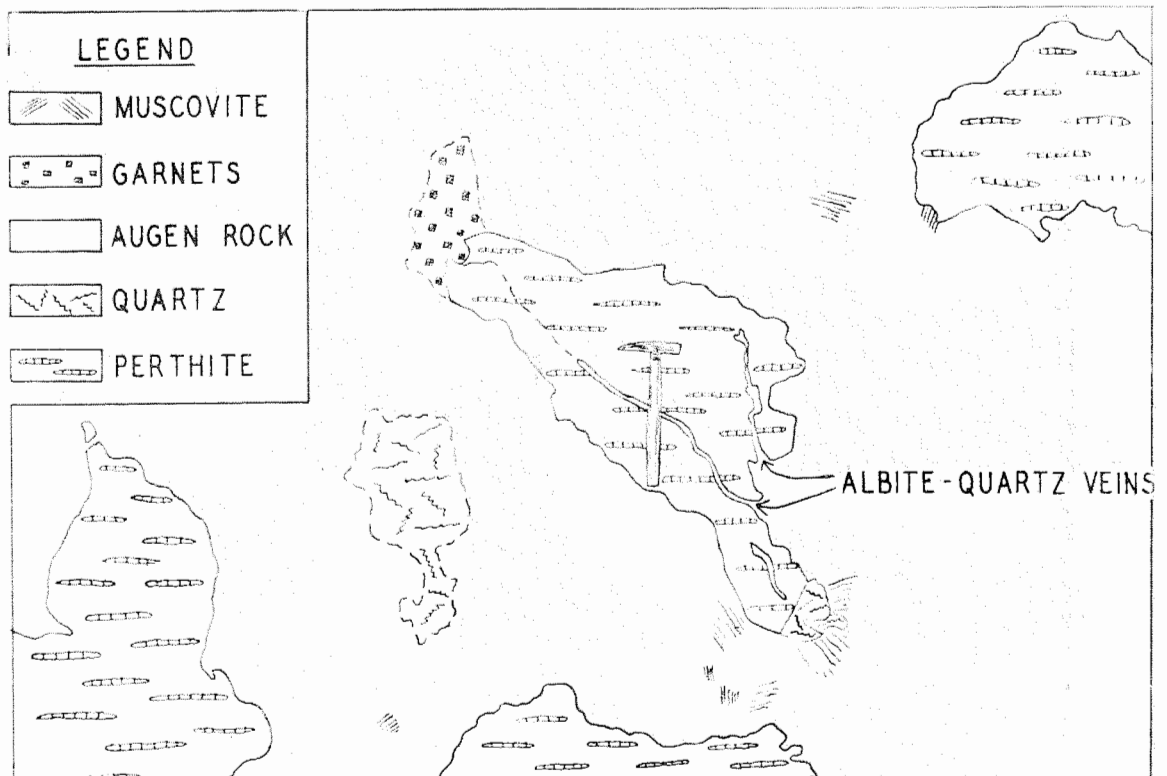 LEGEND
MUSCOVITE
GARNETS
AUGEN ROCK
QUARTZ
PERTHITE
ALBITE-QUARTZ VEINS